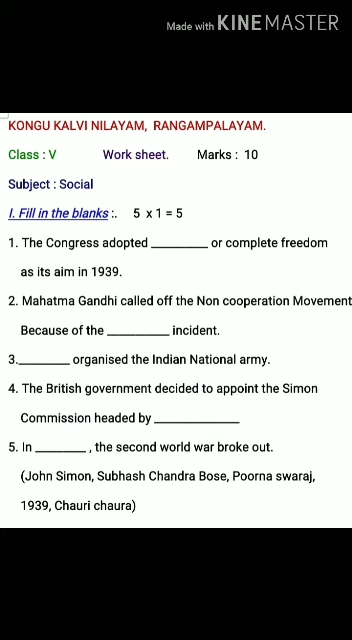 Made with KINEMASTER
KONGU KALVI NILAYAM, RANGAMPALAYAM.
Class : V Work sheet. Marks : 10
Subject : Social
I. Fill in the blanks :. 5 x 1 = 5
1. The Congress adopted ________ or complete freedom
as its aim in 1939.
2. Mahatma Gandhi called off the Non cooperation Movement
Because of the _________ incident.
3.________ organised the Indian National army.
4. The British government decided to appoint the Simon
Commission headed by ____________
5. In _______ , the second world war broke out.
(John Simon, Subhash Chandra Bose, Poorna swaraj,
1939, Chauri chaura)